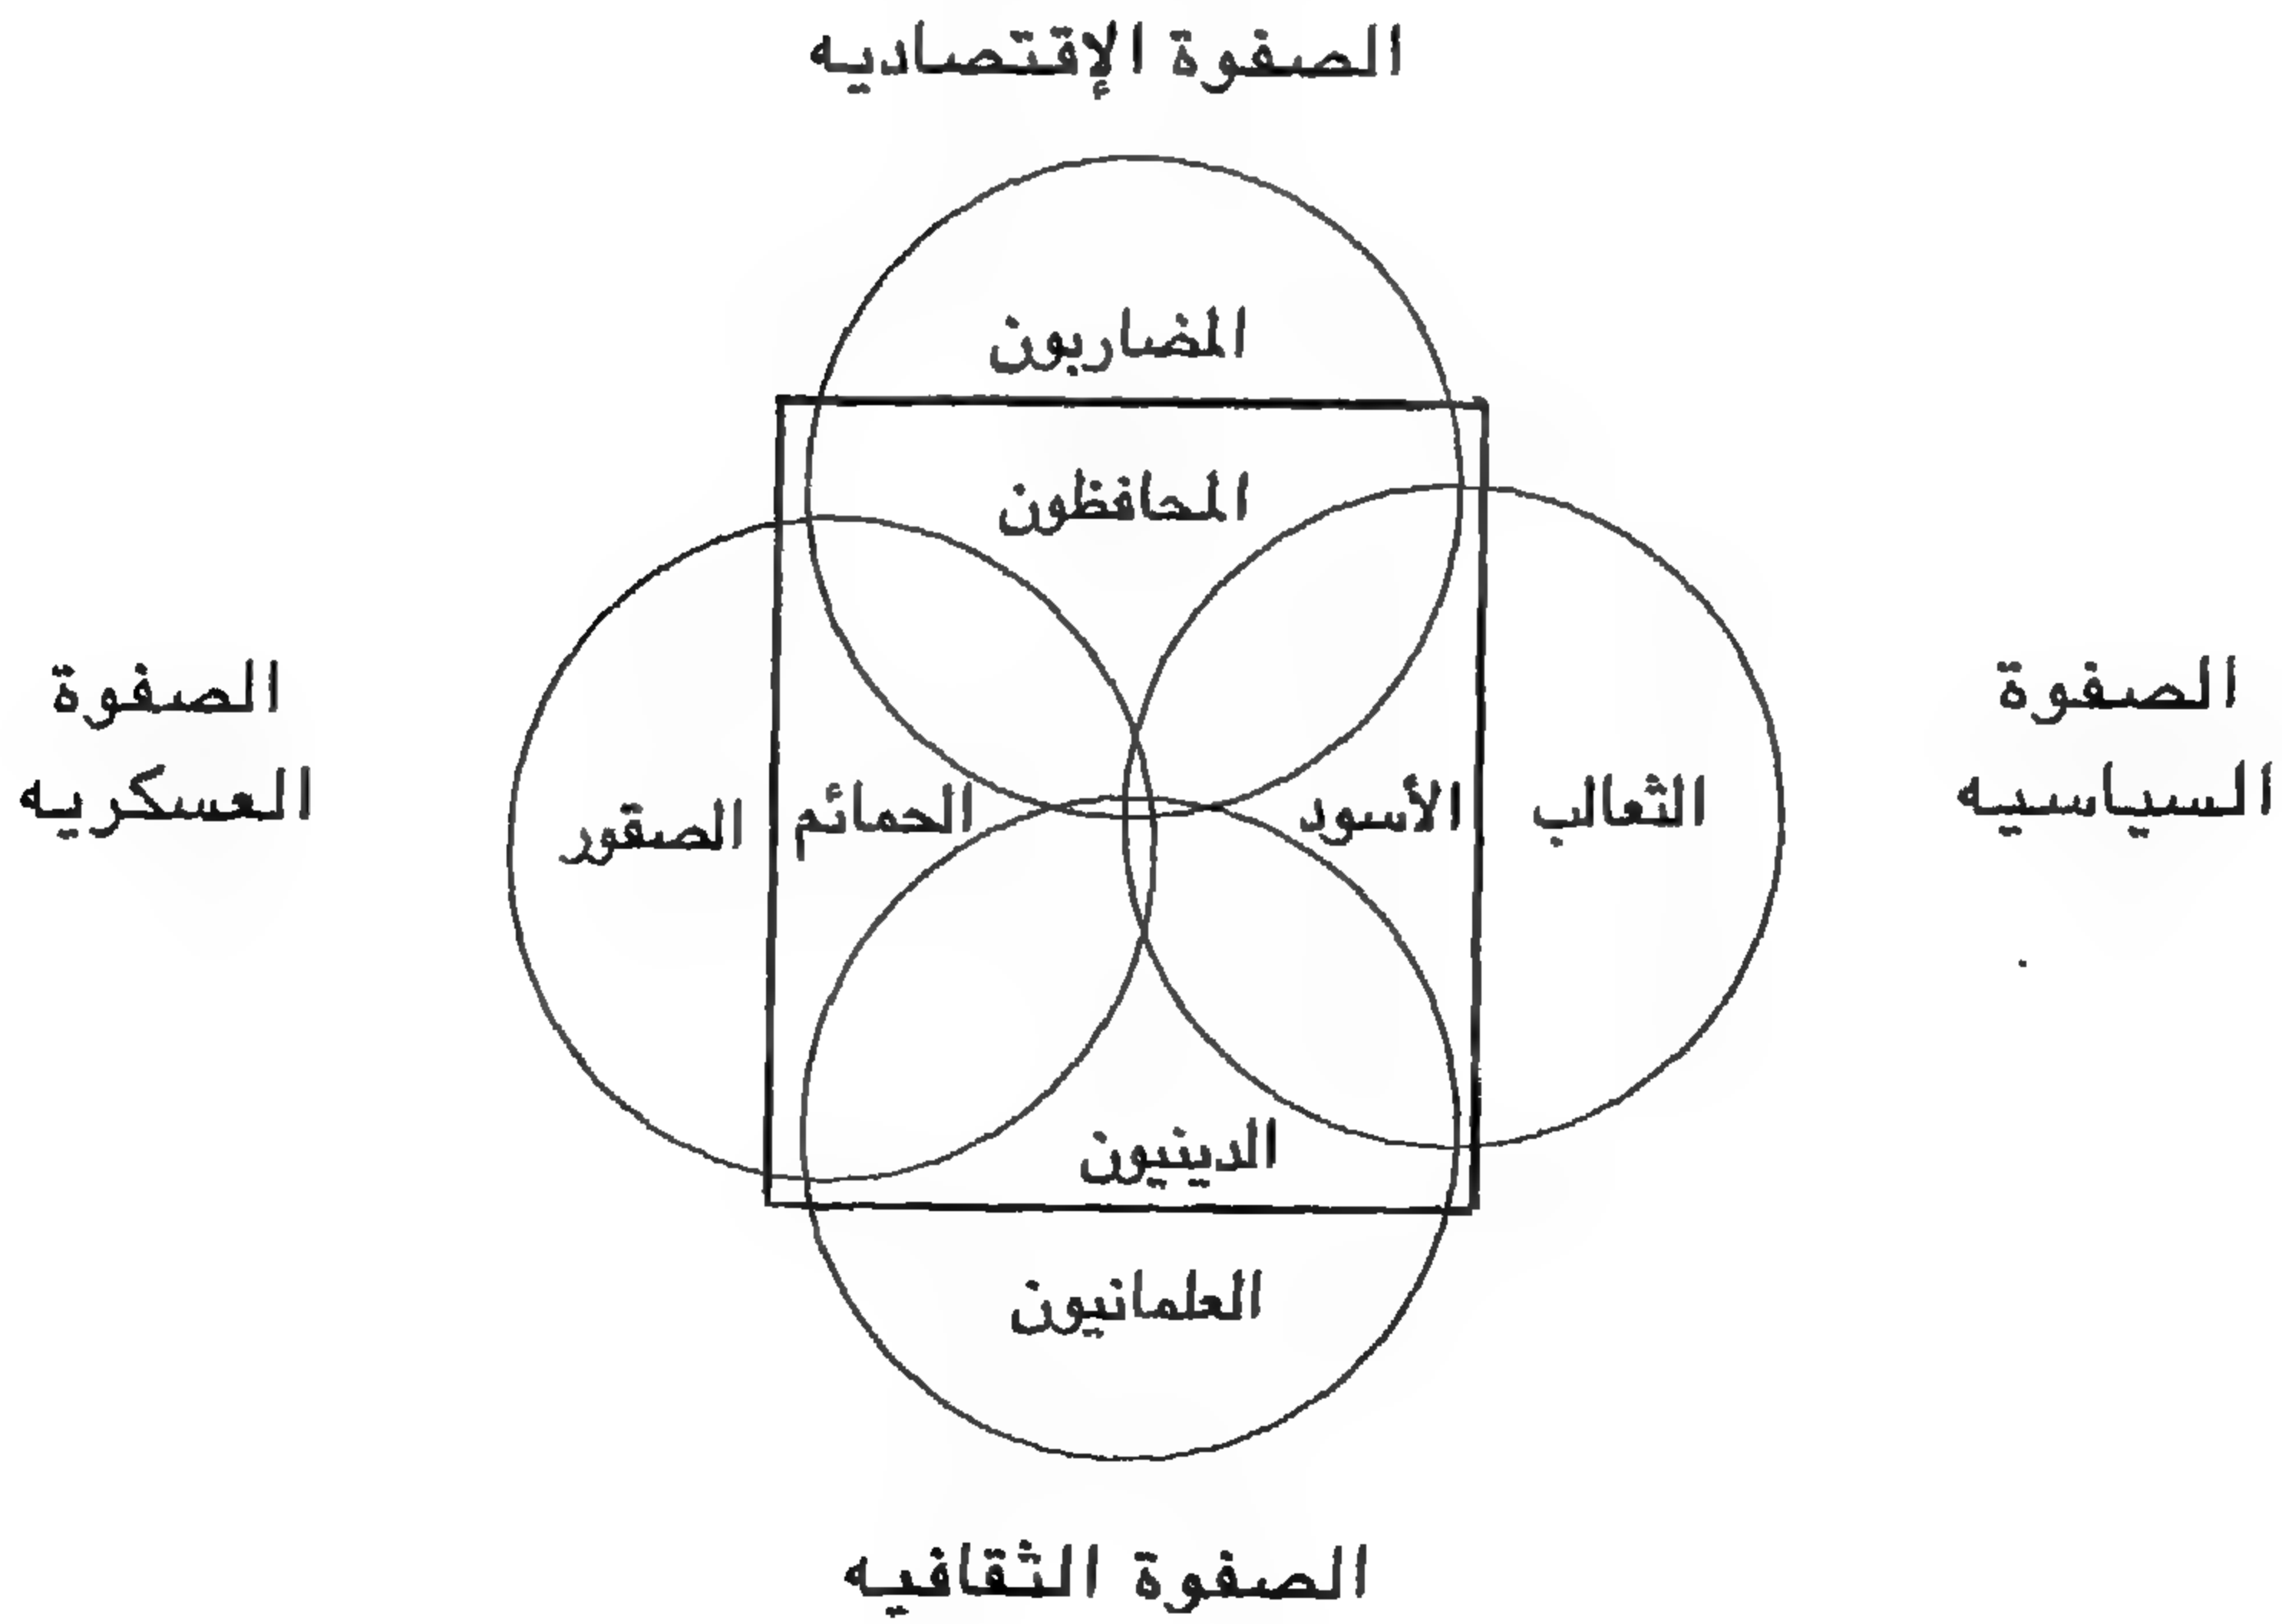 الصفوة الإقتصاديه
المضاربون
المحافظون
الصفوة
السياسيه
الصفوة
العسكريه
الثعالب
الأسود
الحمائم
الصقور
الدينيون
العلمانيون
الصفوة الثقافيه